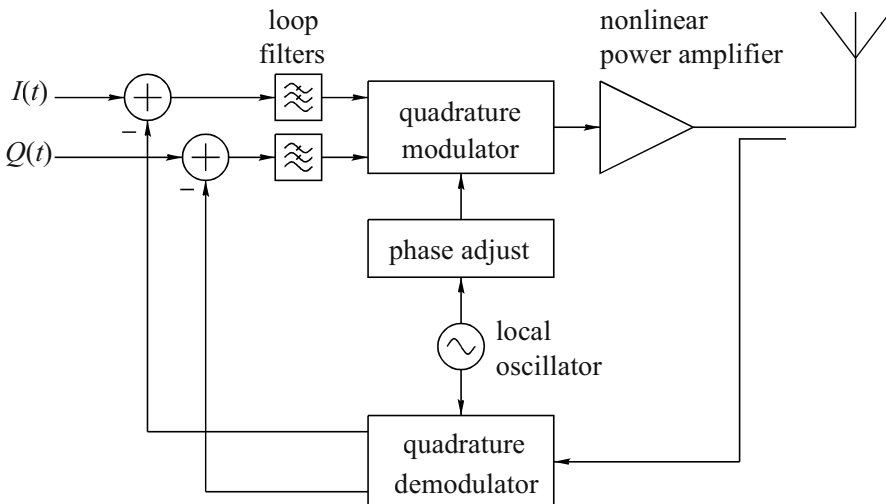 loop
filters
nonlinear
power amplifier
I(t)
+
−
quadrature
modulator
Q(t)
+
−
phase adjust
local
oscillator
quadrature
demodulator